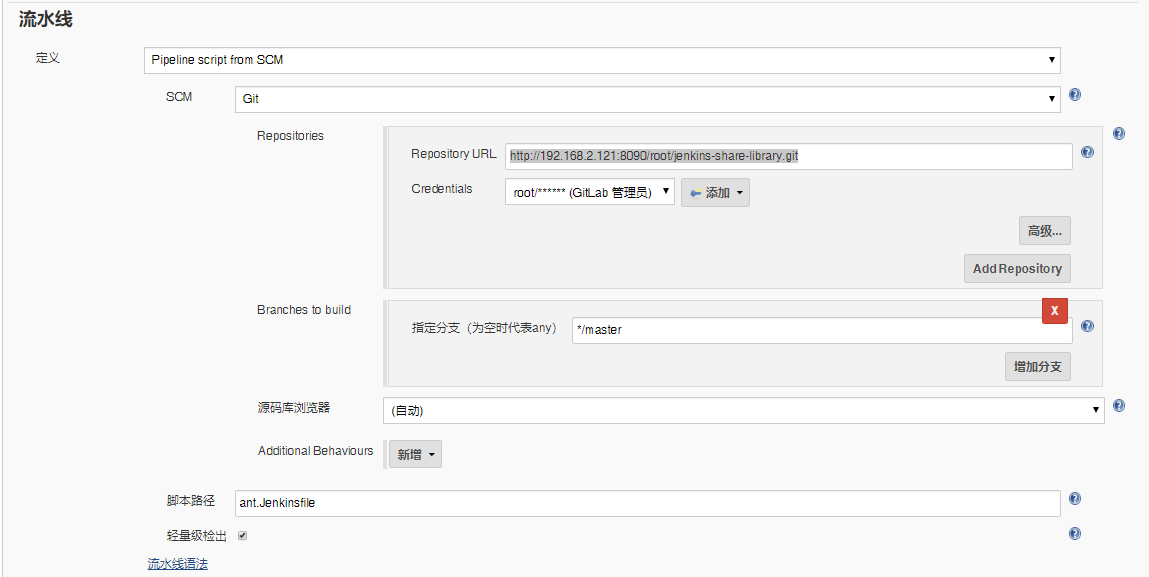 流水线
定义
Pipeline script from SCM
SCM
Git
Repositories
Repository URL
http://192.168.2.121:8090/root/jenkins-share-library.git
Credentials
root/****** (GitLab 管理员)
添加
高级...
Add Repository
Branches to build
X
指定分支（为空时代表any）
*/master
增加分支
源码库浏览器
(自动)
Additional Behaviours
新增
脚本路径
ant.Jenkinsfile
轻量级检出
流水线语法